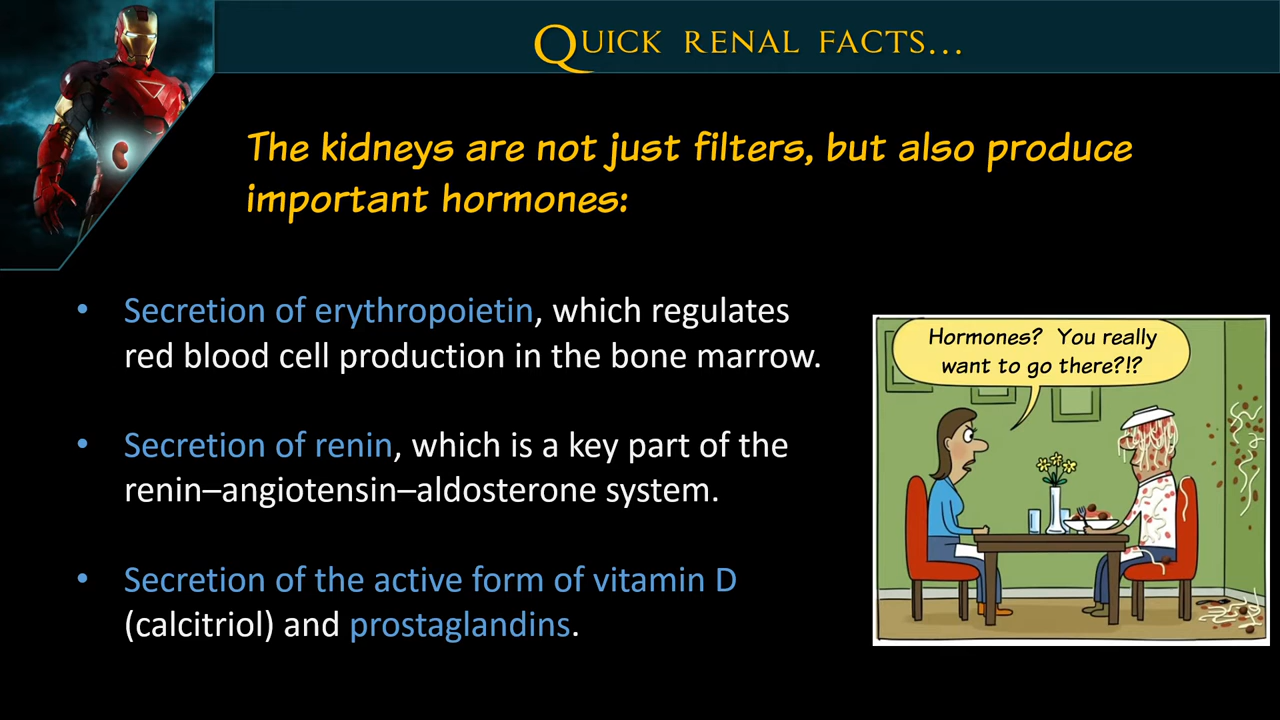 QUICK RENAL FACTS...
The kidneys are not just filters, but also produce
important hormones:
• Secretion of erythropoietin, which regulates
red blood cell production in the bone marrow.
• Secretion of renin, which is a key part of the
renin–angiotensin–aldosterone system.
• Secretion of the active form of vitamin D
(calcitriol) and prostaglandins.
Hormones? You really
want to go there?!?